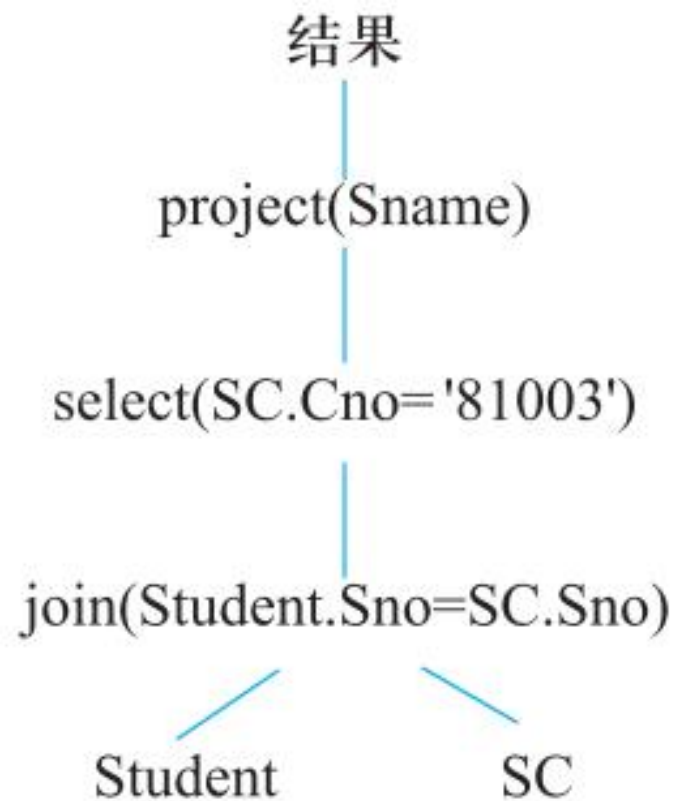 结果
project(Sname)
select(SC.Cno='81003')
join(Student.Sno=SC.Sno)
Student SC